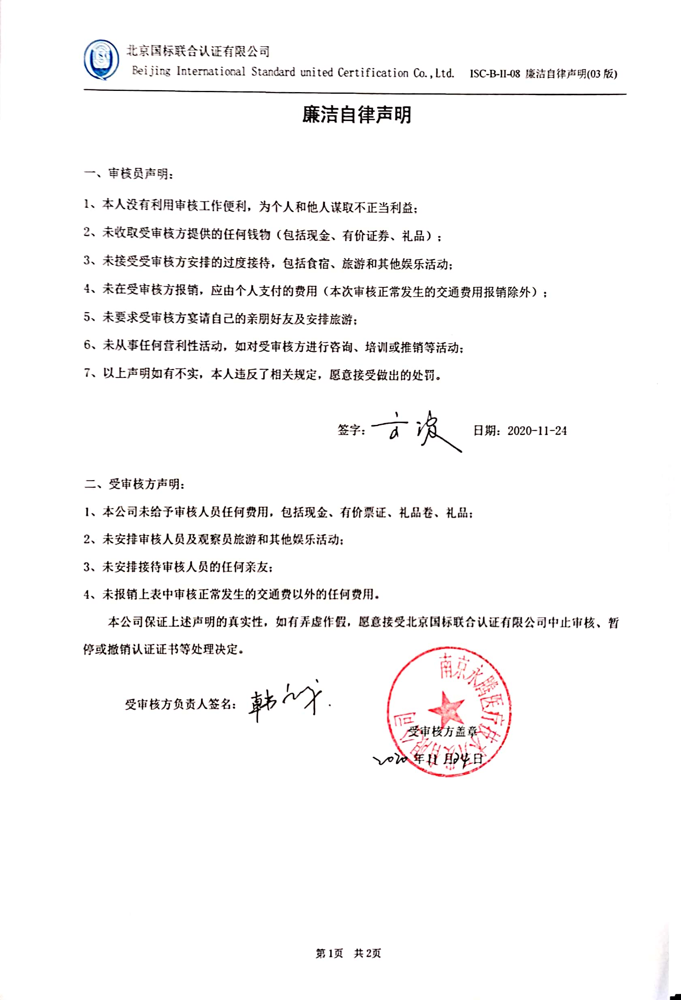 北京国标联合认证有限公司
Beijing International Standard united Certification Co.,Ltd. ISC-B-II-08 廉洁自律声明(03 版)
廉洁自律声明
一、审核员声明：
1、本人没有利用审核工作便利，为个人和他人谋取不正当利益；
2、未收取受审核方提供的任何钱物（包括现金、有价证券、礼品）；
3、未接受受审核方安排的过度接待，包括食宿、旅游和其他娱乐活动；
4、未在受审核方报销，应由个人支付的费用（本次审核正常发生的交通费用报销除外）；
5、未要求受审核方宴请自己的亲朋好友及安排旅游；
6、未从事任何营利性活动，如对受审核方进行咨询、培训或推销等活动；
7、以上声明如有不实，本人违反了相关规定，愿意接受做出的处罚。
签字： 日期：2020-11-24
二、受审核方声明：
1、本公司未给予审核人员任何费用，包括现金、有价票证、礼品卷、礼品；
2、未安排审核人员及观察员旅游和其他娱乐活动；
3、未安排接待审核人员的任何亲友；
4、未报销上表中审核正常发生的交通费以外的任何费用。
本公司保证上述声明的真实性，如有弄虚作假，愿意接受北京国标联合认证有限公司中止审核、暂
停或撤销认证证书等处理决定。
受审核方负责人签名：韩
南京永腾医疗技术开发有限公司
受审核方盖章
2020年11月24日
第1页 共2页